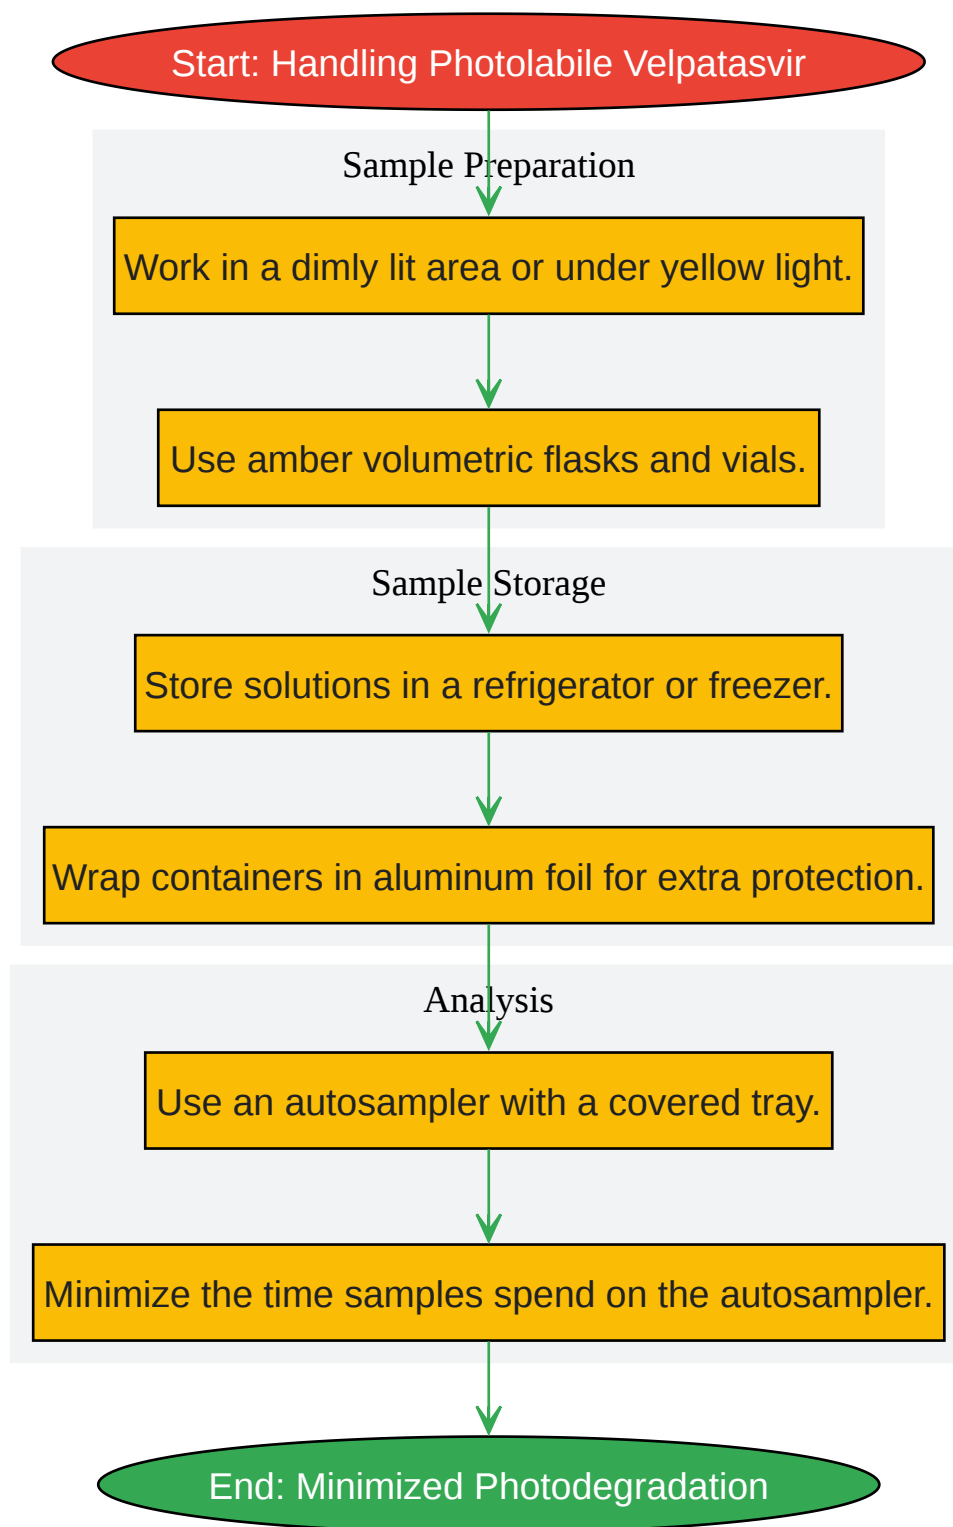 Start: Handling Photolabile Velpatasvir
Sample Preparation
Work in a dimly lit area or under yellow light.
Use amber volumetric flasks and vials.
Sample Storage
Store solutions in a refrigerator or freezer.
Wrap containers in aluminum foil for extra protection.
Analysis
Use an autosampler with a covered tray.
Minimize the time samples spend on the autosampler.
End: Minimized Photodegradation